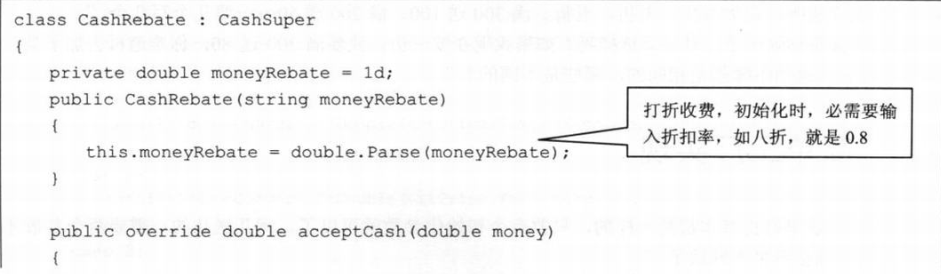 class CashRebate : CashSuper
{
private double moneyRebate = 1d;
public CashRebate(string moneyRebate)
{
this.moneyRebate = double.Parse(moneyRebate);
}
打折收费，初始化时，必需要输
入折扣率，如八折，就是 0.8
public override double acceptCash(double money)
{